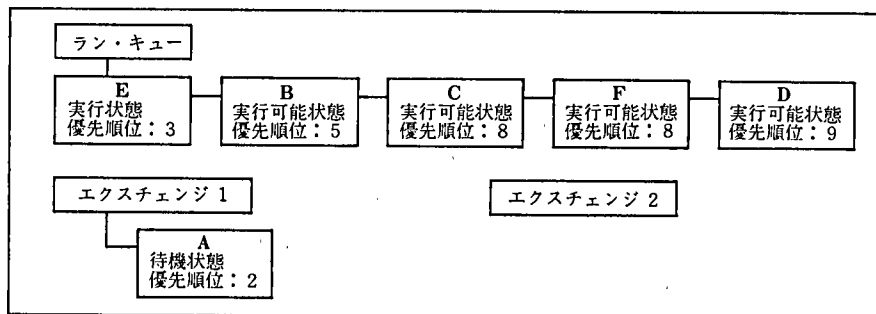 ラン・キュー
E
実行状態
優先順位：3
B
実行可能状態
優先順位：5
C
実行可能状態
優先順位：8
F
実行可能状態
優先順位：8
D
実行可能状態
優先順位：9
エクスチェンジ 1
エクスチェンジ 2
A
待機状態
優先順位：2